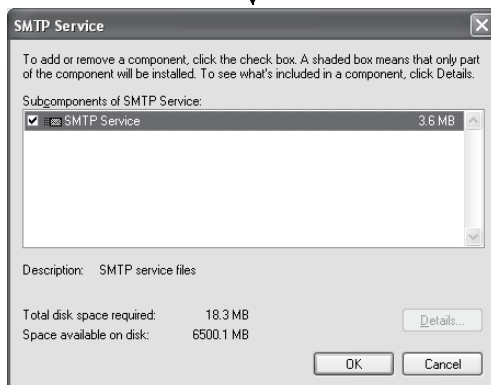 SMTP Service
To add or remove a component, click the check box. A shaded box means that only part
of the component will be installed. To see what's included in a component, click Details.
Subcomponents of SMTP Service:
SMTP Service 3.6 MB
Description: SMTP service files
Total disk space required: 18.3 MB
Details...
Space available on disk: 6500.1 MB
OK Cancel